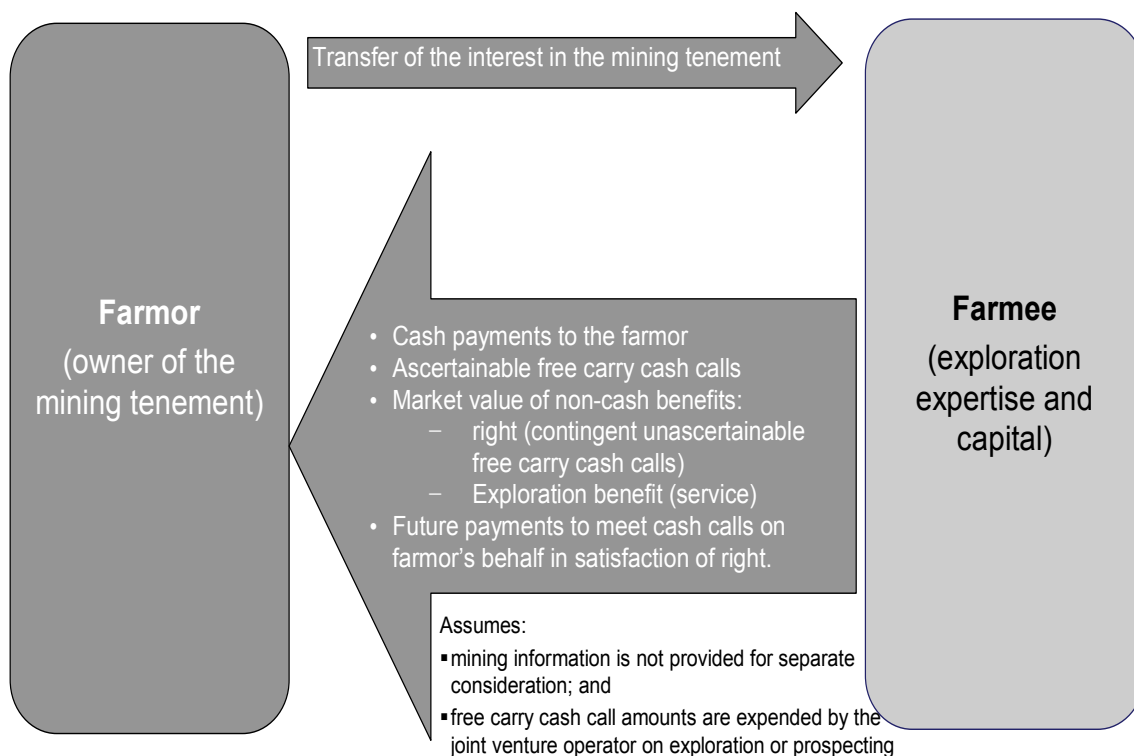 Transfer of the interest in the mining tenement
Farmor
(owner of the
mining tenement)
• Cash payments to the farmor
• Ascertainable free carry cash calls
• Market value of non-cash benefits:
– right (contingent unascertainable
free carry cash calls)
– Exploration benefit (service)
• Future payments to meet cash calls on
farmor's behalf in satisfaction of right.
Farmee
(exploration
expertise and
capital)
Assumes:
▪mining information is not provided for separate
consideration; and
▪free carry cash call amounts are expended by the
joint venture operator on exploration or prospecting